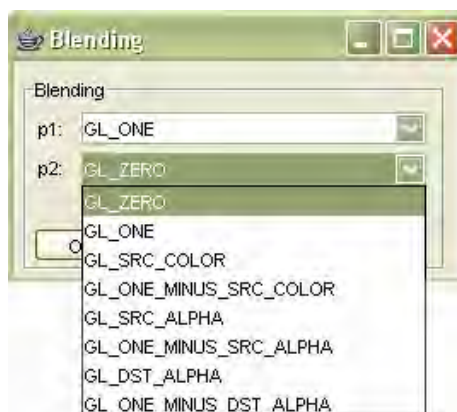 Blending
Blending
p1: GL_ONE
p2: GL_ZERO
GL_ZERO
GL_ONE
GL_SRC_COLOR
GL_ONE_MINUS_SRC_COLOR
GL_SRC_ALPHA
GL_ONE_MINUS_SRC_ALPHA
GL_DST_ALPHA
GL_ONE_MINUS_DST_ALPHA